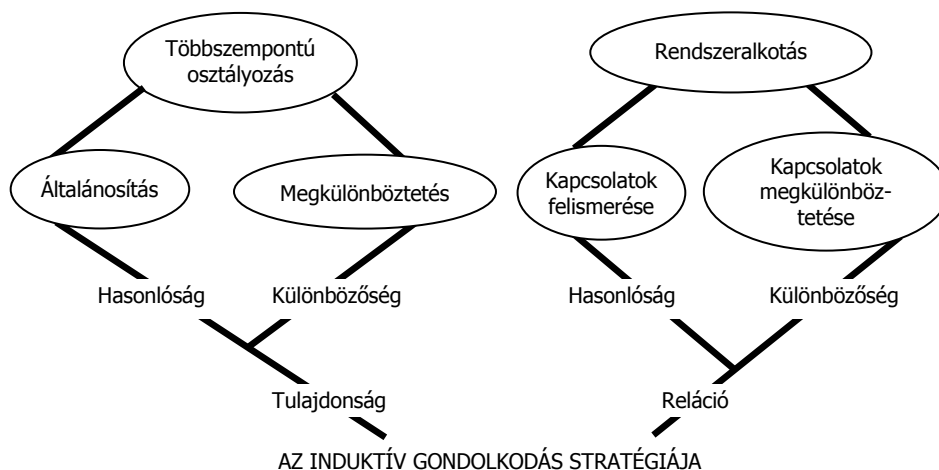 Többszempontú
osztályozás
Rendszeralkotás
Általánosítás
Megkülönböztetés
Kapcsolatok
felismerése
Kapcsolatok
megkülönböz-
tetése
Hasonlóság
Különbözőség
Hasonlóság
Különbözőség
Tulajdonság
Reláció
AZ INDUKTÍV GONDOLKODÁS STRATÉGIÁJA